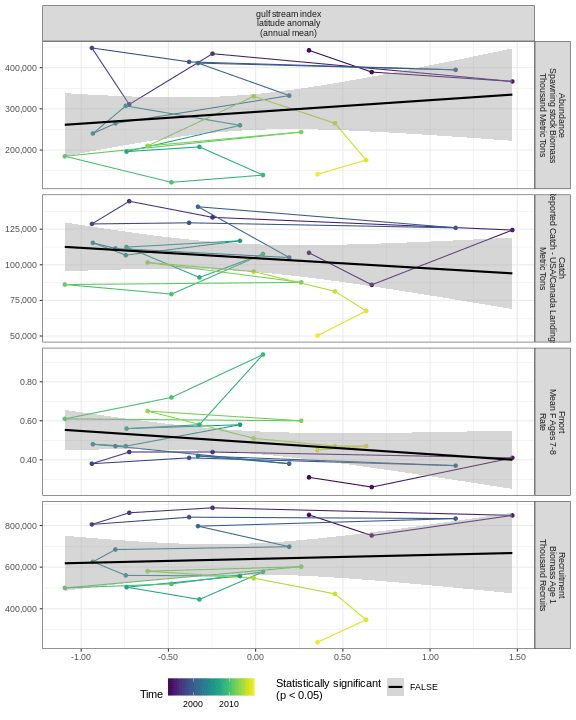 gulf stream index
latitude anomaly
(annual mean)
400,000
300,000
200,000
Abundance
Spawning stock Biomass
Thousand Metric Tons
125,000
100,000
75,000
50,000
Catch
Reported Catch - USA/Canada Landing
Metric Tons
0.80
0.60
0.40
Fmort
Mean F Ages 7-8
Rate
800,000
600,000
400,000
Recruitment
Biomass Age 1
Thousand Recruits
-1.00 -0.50 0.00 0.50 1.00 1.50
Time
2000 2010
Statistically significant
(p < 0.05)
FALSE